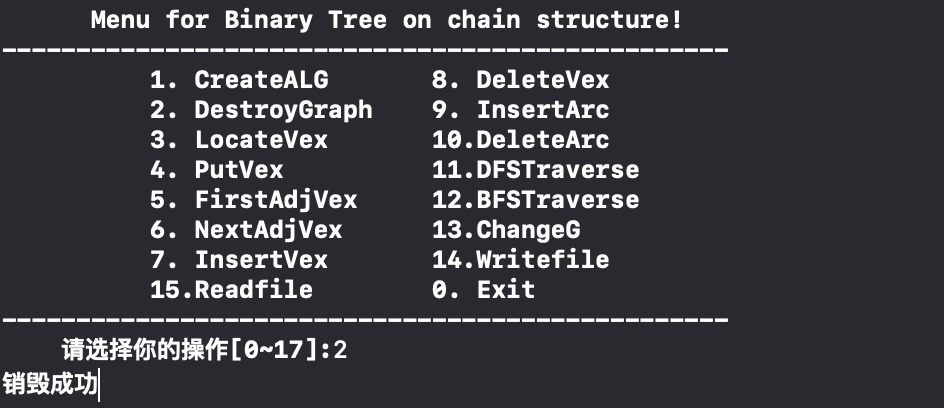 Menu for Binary Tree on chain structure!
-------------------------------------------------
1. CreateALG 8. DeleteVex
2. DestroyGraph 9. InsertArc
3. LocateVex 10.DeleteArc
4. PutVex 11.DFSTraverse
5. FirstAdjVex 12.BFSTraverse
6. NextAdjVex 13.ChangeG
7. InsertVex 14.Writefile
15.Readfile 0. Exit
-------------------------------------------------
请选择你的操作[0~17]:2
销毁成功